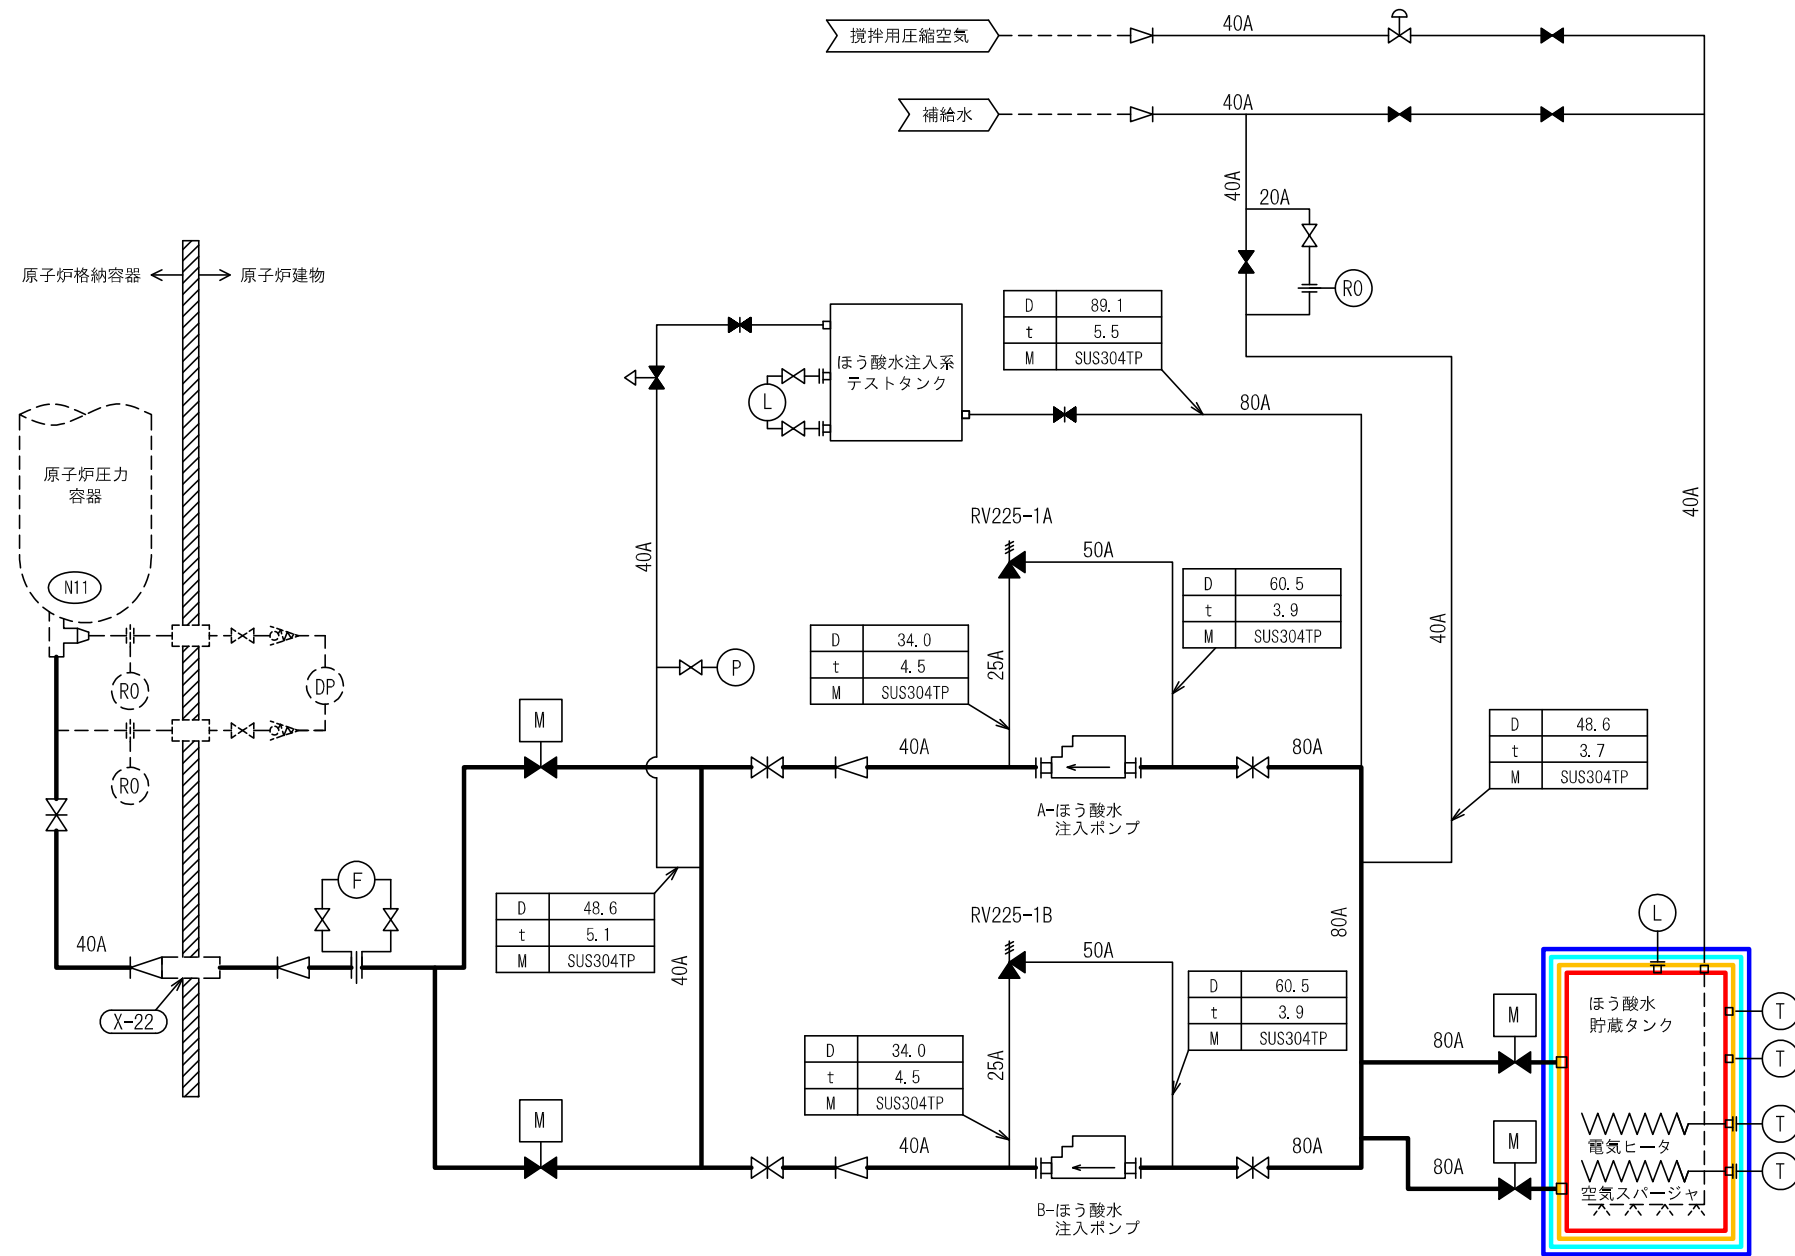 撹拌用圧縮空気
40A
補給水
40A
40A
20A
RO
原子炉格納容器
原子炉建物
D 89.1
t 5.5
M SUS304TP
ほう酸水注入系
テストタンク
L
80A
原子炉圧力
容器
N11
40A
RV225-1A
50A
40A
D 60.5
t 3.9
M SUS304TP
D 34.0
t 4.5
M SUS304TP
25A
40A
P
RO
DP
RO
M
40A
80A
D 48.6
t 3.7
M SUS304TP
A-ほう酸水
注入ポンプ
F
D 48.6
t 5.1
M SUS304TP
40A
40A
X-22
RV225-1B
50A
80A
L
D 60.5
t 3.9
M SUS304TP
D 34.0
t 4.5
M SUS304TP
25A
ほう酸水
貯蔵タンク
T
T
T
T
M
80A
M
80A
電気ヒータ
空気スパージャ
M
40A
80A
B-ほう酸水
注入ポンプ